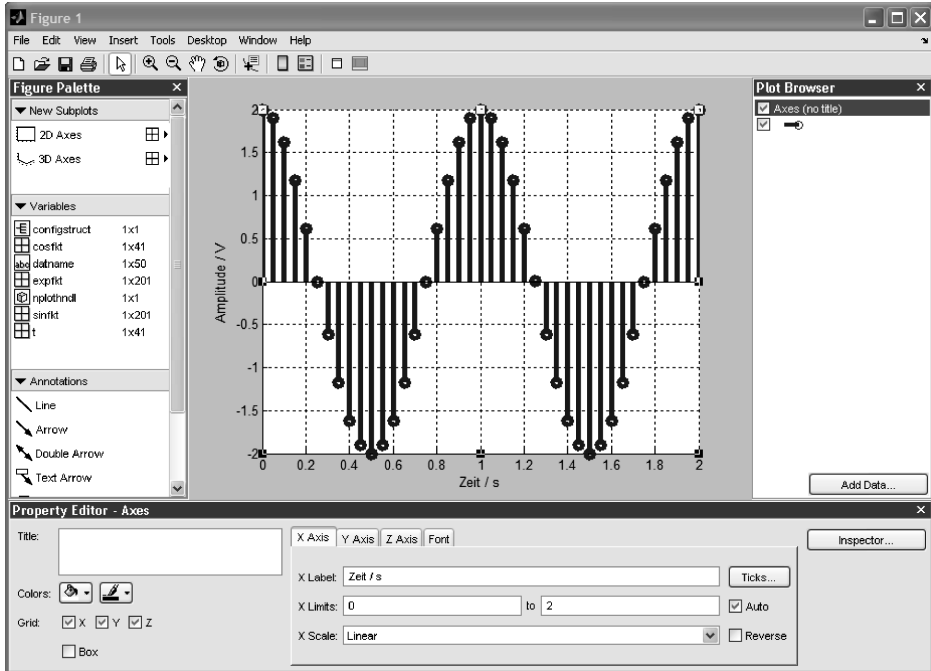 Figure 1
File Edit View Insert Tools Desktop Window Help
Figure Palette
New Subplots
2D Axes
3D Axes
Variables
configstruct 1x1
cosfkt 1x41
abc datname 1x50
expfkt 1x201
nplothndl 1x1
sinfkt 1x201
t 1x41
Annotations
Line
Arrow
Double Arrow
Text Arrow
2
1.5
1
0.5
0
-0.5
-1
-1.5
-2
Amplitude / V
0 0.2 0.4 0.6 0.8 1 1.2 1.4 1.6 1.8 2
Zeit / s
Plot Browser
Axes (no title)
Add Data...
Property Editor - Axes
Title:
Colors:
Grid: X Y Z
Box
X Axis Y Axis Z Axis Font
X Label: Zeit / s Ticks...
X Limits: 0 to 2 Auto
X Scale: Linear Reverse
Inspector...